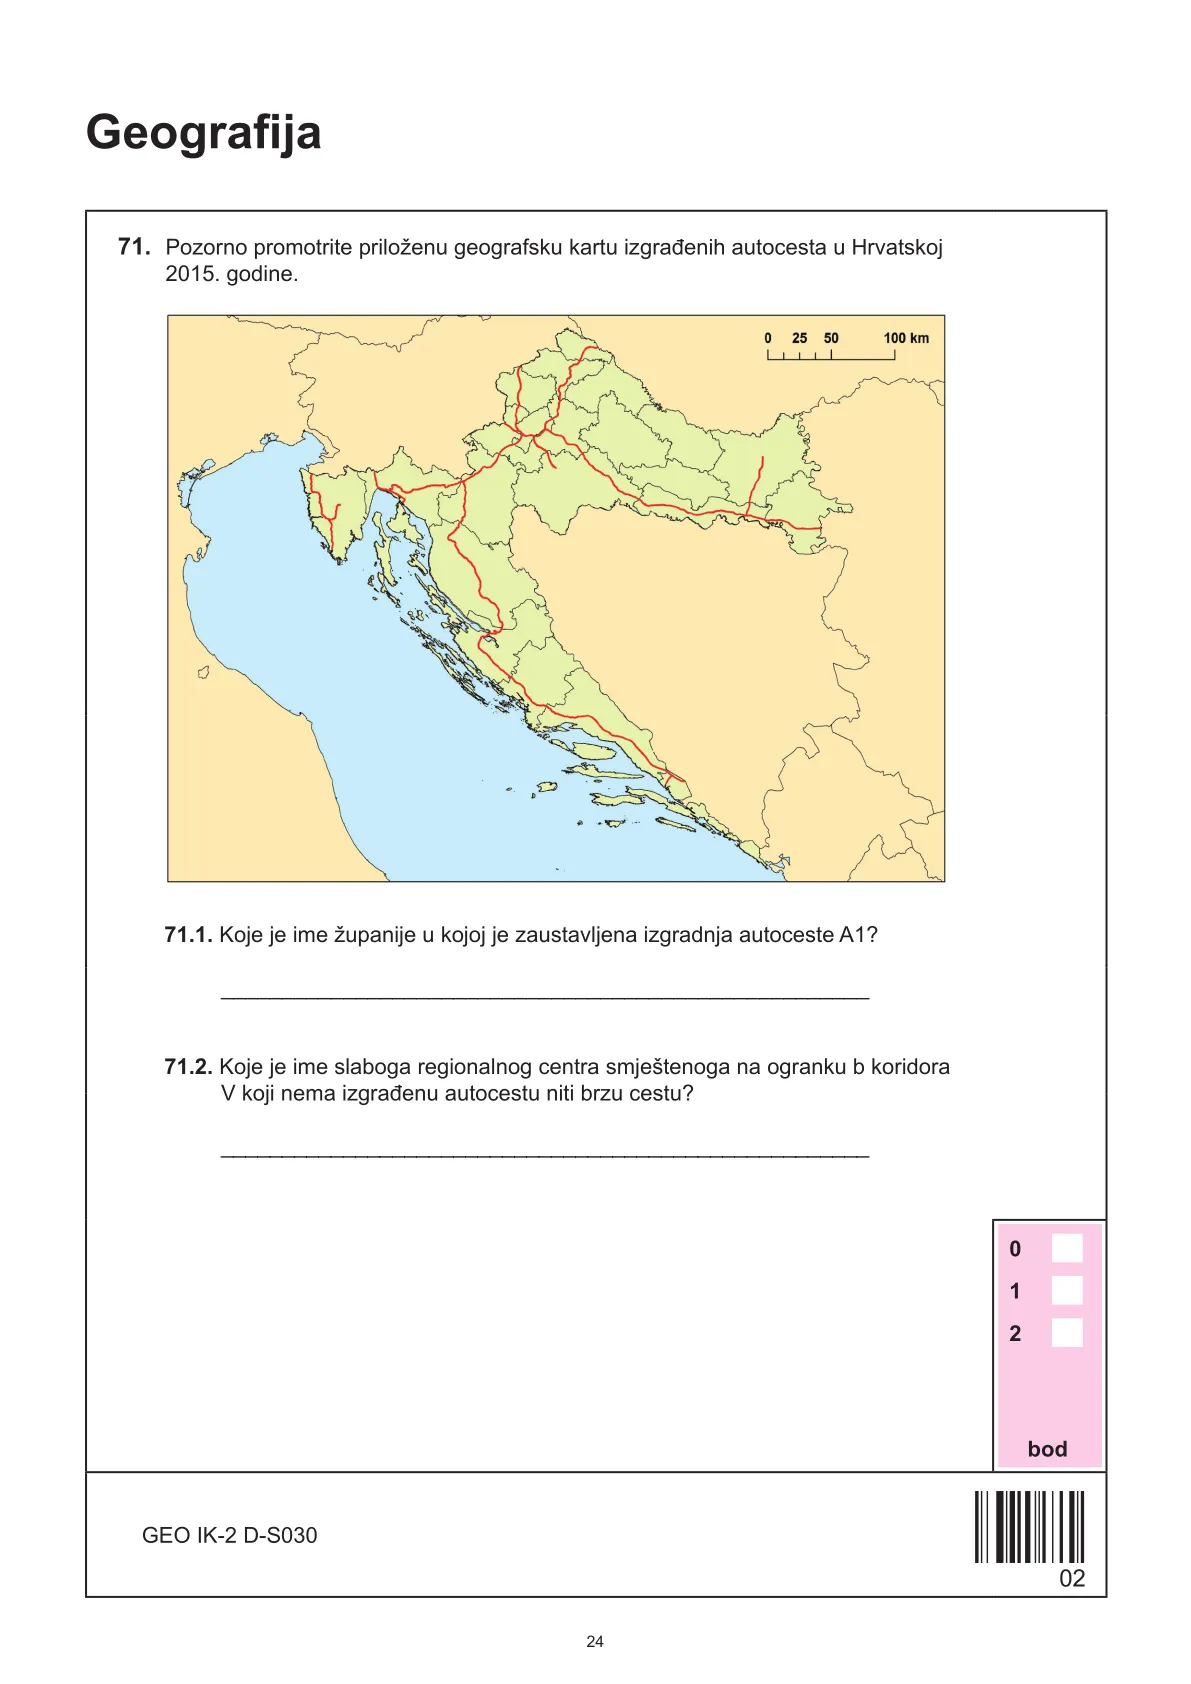 Geografija
71. Pozorno promotrite priloženu geografsku kartu izgrađenih autocesta u Hrvatskoj
2015. godine.
0 25 50 100 km
71.1. Koje je ime županije u kojoj je zaustavljena izgradnja autoceste A1?
71.2. Koje je ime slaboga regionalnog centra smještenoga na ogranku b koridora
V koji nema izgrađenu autocestu niti brzu cestu?
0
1
2
bod
GEO IK-2 D-S030
02
24